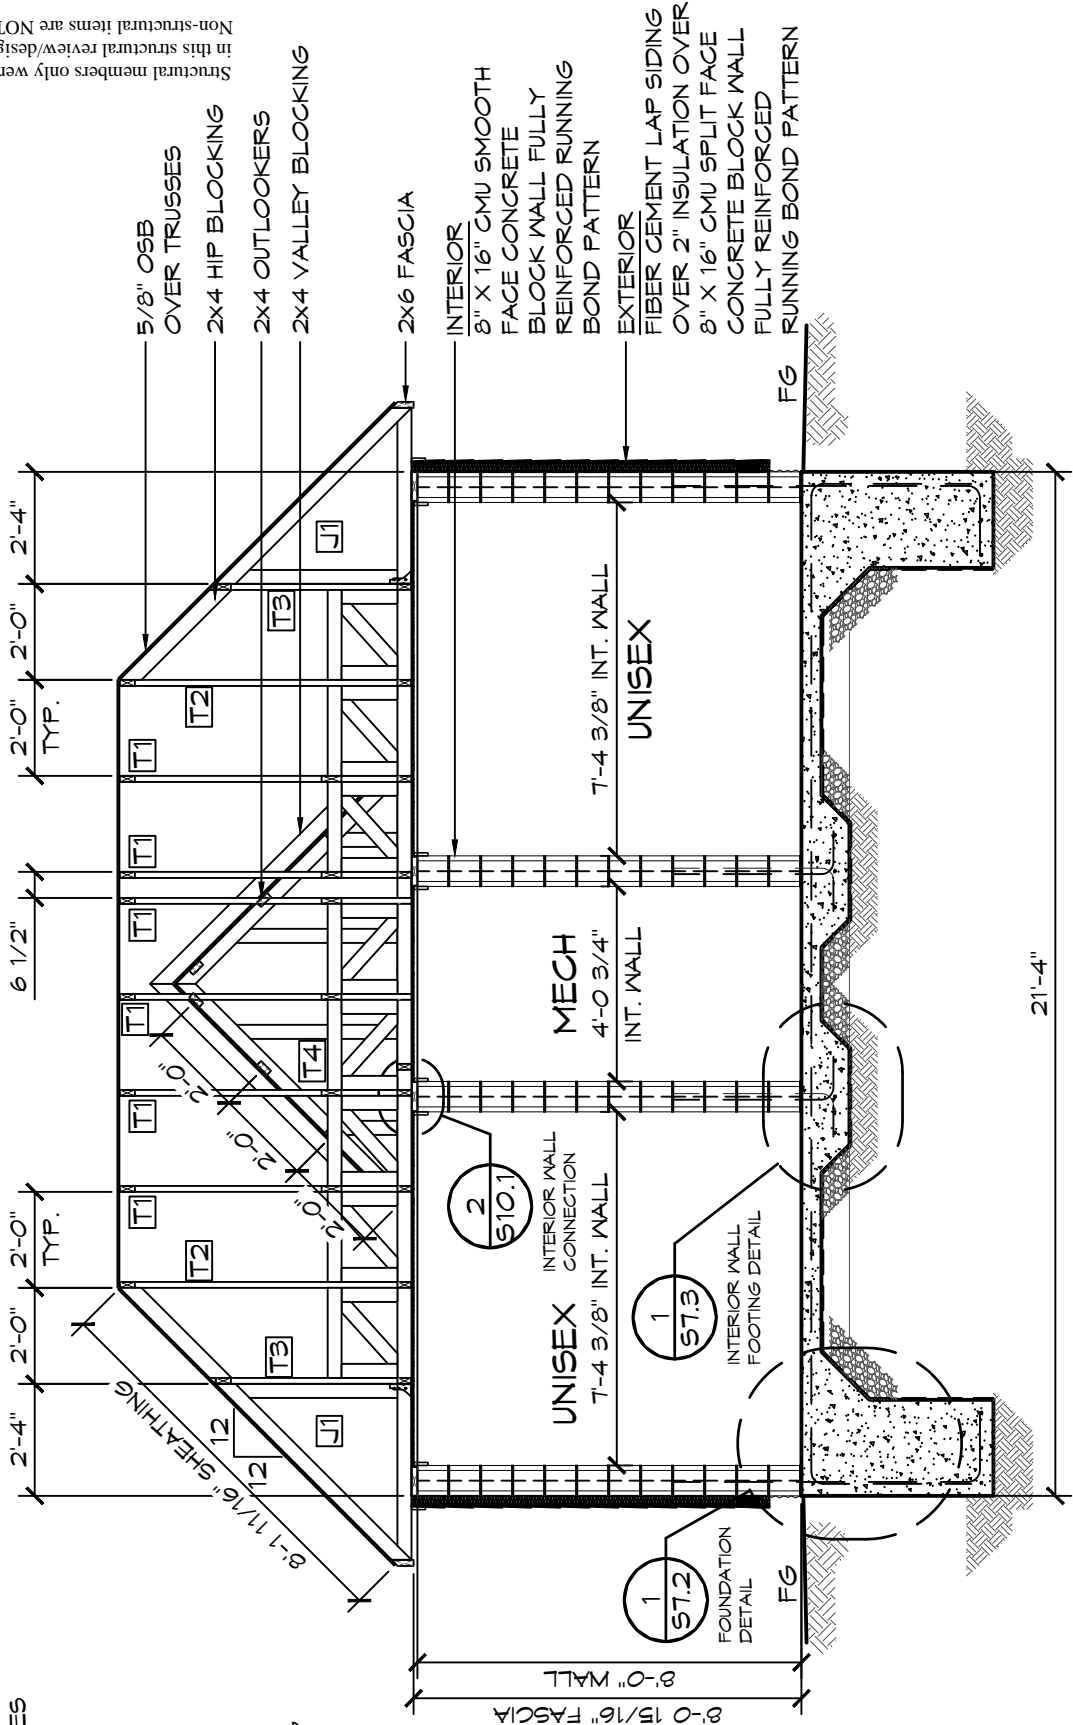 Structural members only were
in this structural review/desig
Non-structural items are NOT
5/8" OSB
OVER TRUSSES
2x4 HIP BLOCKING
2x4 OUTLOOKERS
2x4 VALLEY BLOCKING
2x6 FASCIA
INTERIOR
8" X 16" CMU SMOOTH
FACE CONCRETE
BLOCK WALL FULLY
REINFORCED RUNNING
BOND PATTERN
EXTERIOR
FIBER CEMENT LAP SIDING
OVER 2" INSULATION OVER
8" X 16" CMU SPLIT FACE
CONCRETE BLOCK WALL
FULLY REINFORCED
RUNNING BOND PATTERN
2'-4"
2'-0"
2'-0"
TYP.
6 1/2"
2'-0"
TYP.
2'-0"
2'-4"
8'-1 11/16" SHEATHING
12
12
2'-0"
2'-0"
2'-0"
J1
T3
T2
T1
T1
T1
T4
T1
T1
T1
T2
T3
J1
UNISEX
7'-4 3/8" INT. WALL
MECH
4'-0 3/4"
INT. WALL
UNISEX
7'-4 3/8" INT. WALL
2
S10.1
INTERIOR WALL
CONNECTION
1
S7.3
INTERIOR WALL
FOOTING DETAIL
1
S7.2
FOUNDATION
DETAIL
FG
FG
8'-0" WALL
8'-0 15/16" FASCIA
21'-4"
ES